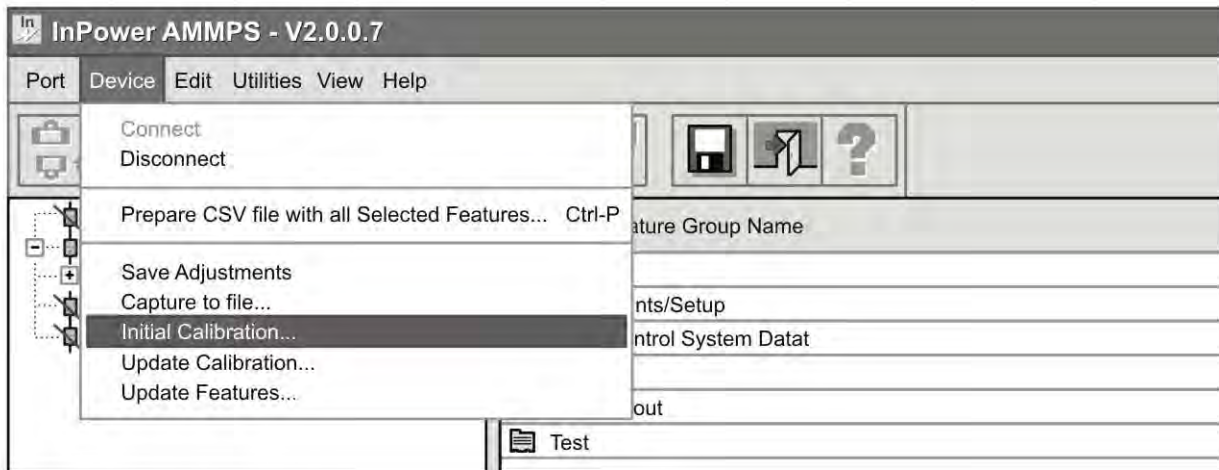 In
InPower AMMPS - V2.0.0.7
Port Device Edit Utilities View Help
Connect
Disconnect
Prepare CSV file with all Selected Features... Ctrl-P
ature Group Name
Save Adjustments
Capture to file...
nts/Setup
Initial Calibration...
ntrol System Datat
Update Calibration...
Update Features...
out
Test